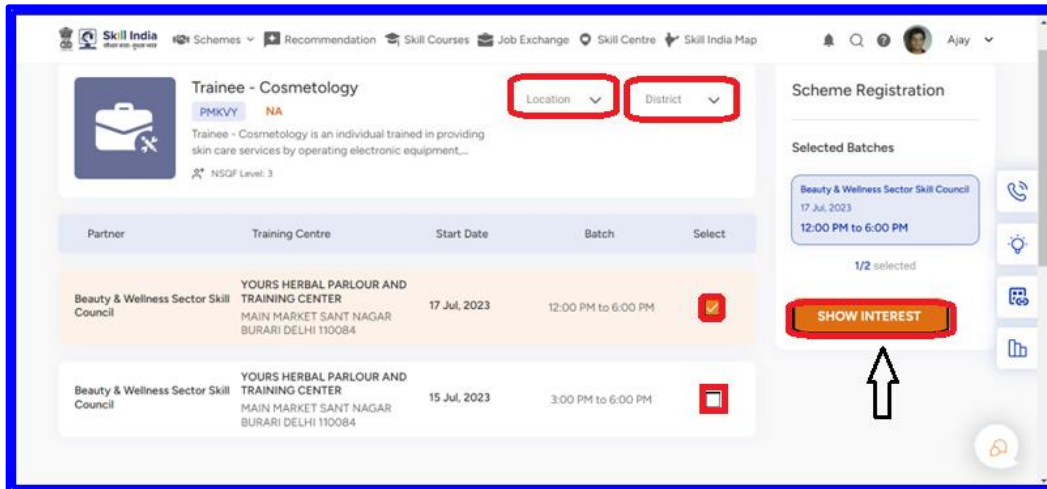 Skill India
Schemes
Recommendation
Skill Courses
Job Exchange
Skill Centre
Skill India Map
Ajay
Trainee - Cosmetology
PMKVY NA
Trainee - Cosmetology is an individual trained in providing
skin care services by operating electronic equipment,...
NSQF Level: 3
Location
District
Scheme Registration
Selected Batches
Beauty & Wellness Sector Skill Council
17 Jul, 2023
12:00 PM to 6:00 PM
1/2 selected
SHOW INTEREST
Partner Training Centre Start Date Batch Select
Beauty & Wellness Sector Skill
Council
YOURS HERBAL PARLOUR AND
TRAINING CENTER
MAIN MARKET SANT NAGAR
BURARI DELHI 110084
17 Jul, 2023
12:00 PM to 6:00 PM
Beauty & Wellness Sector Skill
Council
YOURS HERBAL PARLOUR AND
TRAINING CENTER
MAIN MARKET SANT NAGAR
BURARI DELHI 110084
15 Jul, 2023
3:00 PM to 6:00 PM